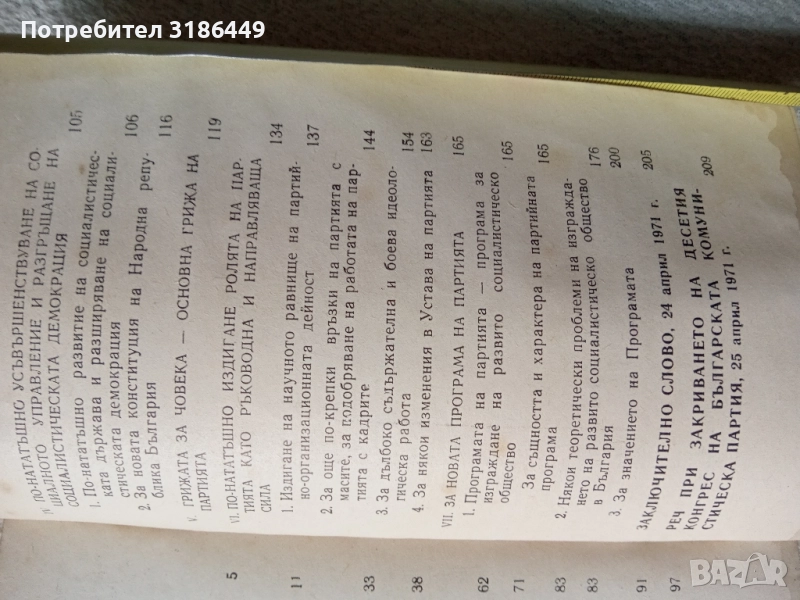 Потребител 3186449
IV ПО-НАТАТЪШНО УСЪВЪРШЕНСТВУВАНЕ НА СО-
ЦИАЛНОТО УПРАВЛЕНИЕ И РАЗГРЪЩАНЕ НА
СОЦИАЛИСТИЧЕСКАТА ДЕМОКРАЦИЯ 105
1. По-нататъшно развитие на социалистичес-
ката държава и разширяване на социали-
стическата демокрация 106
2. За новата конституция на Народна репу-
блика България 116
V. ГРИЖАТА ЗА ЧОВЕКА — ОСНОВНА ГРИЖА НА
ПАРТИЯТА 119
VI. ПО-НАТАТЪШНО ИЗДИГАНЕ РОЛЯТА НА ПАР-
ТИЯТА КАТО РЪКОВОДНА И НАПРАВЛЯВАЩА
СИЛА 134
1. Издигане на научното равнище на партий-
но-организационната дейност 137
2. За още по-крепки връзки на партията с
масите, за подобряване на работата на пар-
тията с кадрите 144
3. За дълбоко съдържателна и боева идеоло-
гическа работа 154
4. За някои изменения в Устава на партията 163
VII. ЗА НОВАТА ПРОГРАМА НА ПАРТИЯТА 165
1. Програмата на партията — програма за
изграждане на развито социалистическо
общество 165
За същността и характера на партийната
програма 165
2. Някои теоретически проблеми на изгражда-
нето на развито социалистическо общество
в България 176
3. За значението на Програмата 200
ЗАКЛЮЧИТЕЛНО СЛОВО, 24 април 1971 г. 205
РЕЧ ПРИ ЗАКРИВАНЕТО НА ДЕСЕТИЯ
КОНГРЕС НА БЪЛГАРСКАТА КОМУНИ-
СТИЧЕСКА ПАРТИЯ, 25 април 1971 г. 209
5
11
33
38
62
71
83
83
91
97
BAZAR